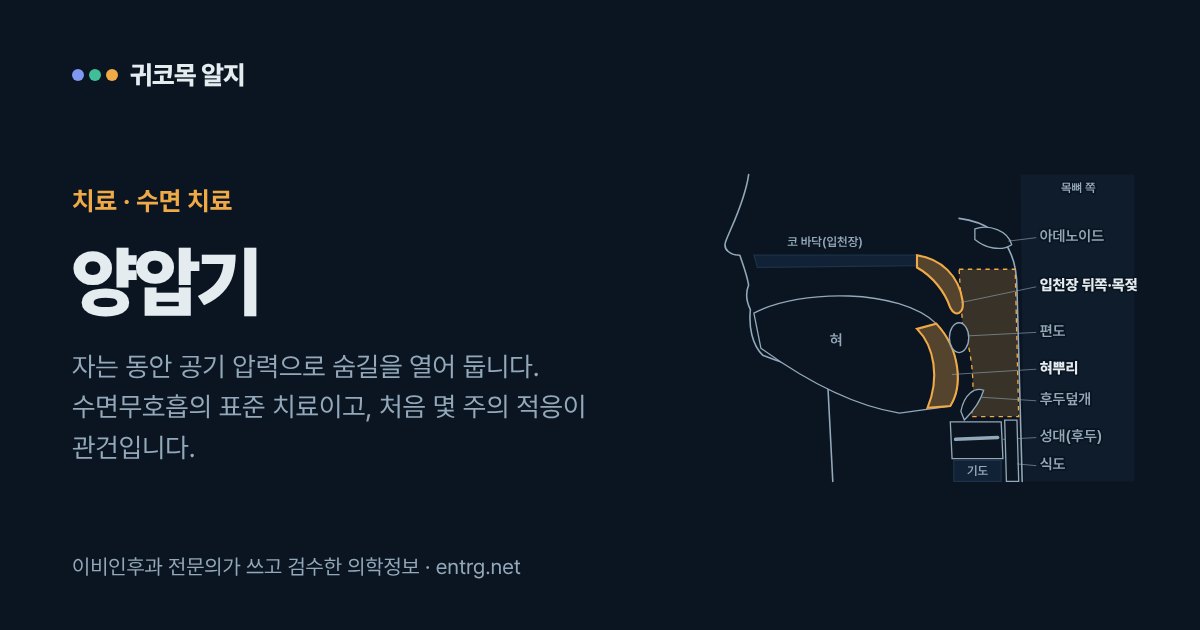 귀코목 알지
치료 · 수면 치료
양압기
자는 동안 공기 압력으로 숨길을 열어 둡니다.
수면무호흡의 표준 치료이고, 처음 몇 주의 적응이
관건입니다.
이비인후과 전문의가 쓰고 검수한 의학정보 · entrg.net
목뼈 쪽
아데노이드
코 바닥(입천장)
입천장 뒤쪽·목젖
편도
혀
혀뿌리
후두덮개
성대(후두)
식도
기도